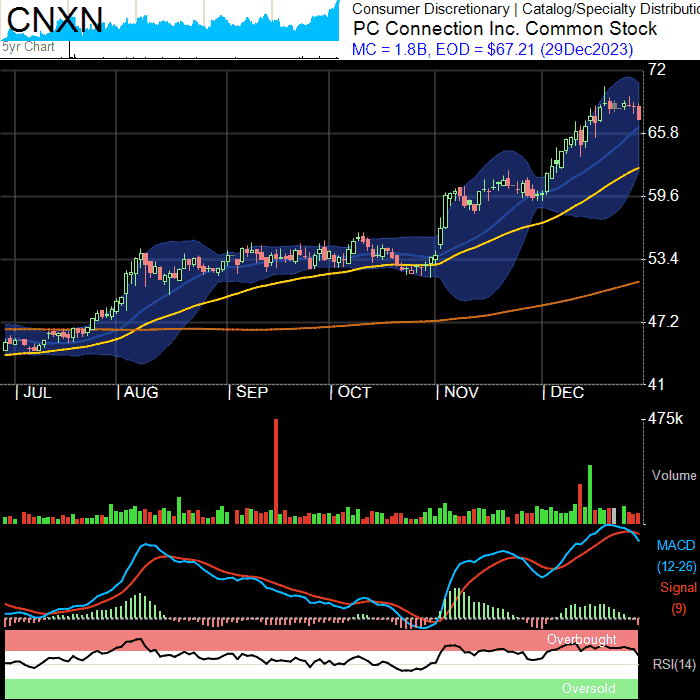 CNXN
5yr Chart
Consumer Discretionary | Catalog/Specialty Distributio
PC Connection Inc. Common Stock
MC = 1.8B, EOD = $67.21 (29Dec2023)
72
65.8
59.6
53.4
47.2
41
| JUL | AUG | SEP | OCT | NOV | DEC
475k
Volume
MACD
(12-26)
Signal
(9)
Overbought
RSI(14)
Oversold